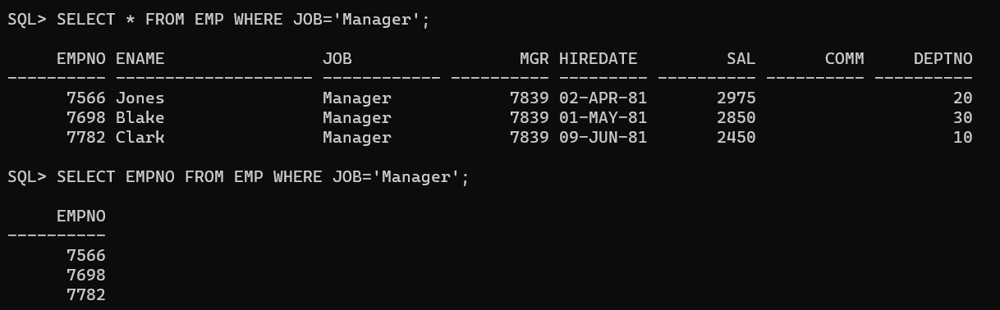 SQL> SELECT * FROM EMP WHERE JOB='Manager';
     EMPNO ENAME                JOB                 MGR HIREDATE         SAL       COMM     DEPTNO
---------- -------------------- ------------ ---------- --------- ---------- ---------- ----------
      7566 Jones                Manager            7839 02-APR-81       2975                    20
      7698 Blake                Manager            7839 01-MAY-81       2850                    30
      7782 Clark                Manager            7839 09-JUN-81       2450                    10
SQL> SELECT EMPNO FROM EMP WHERE JOB='Manager';
     EMPNO
----------
      7566
      7698
      7782